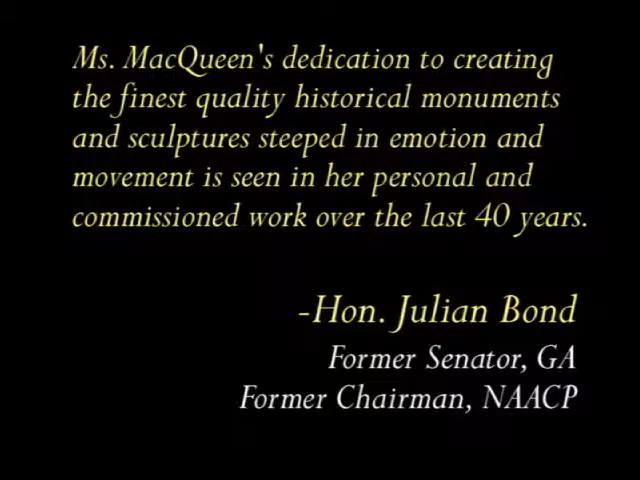 Ms. MacQueen's dedication to creating
the finest quality historical monuments
and sculptures steeped in emotion and
movement is seen in her personal and
commissioned work over the last 40 years.
-Hon. Julian Bond
Former Senator, GA
Former Chairman, NAACP